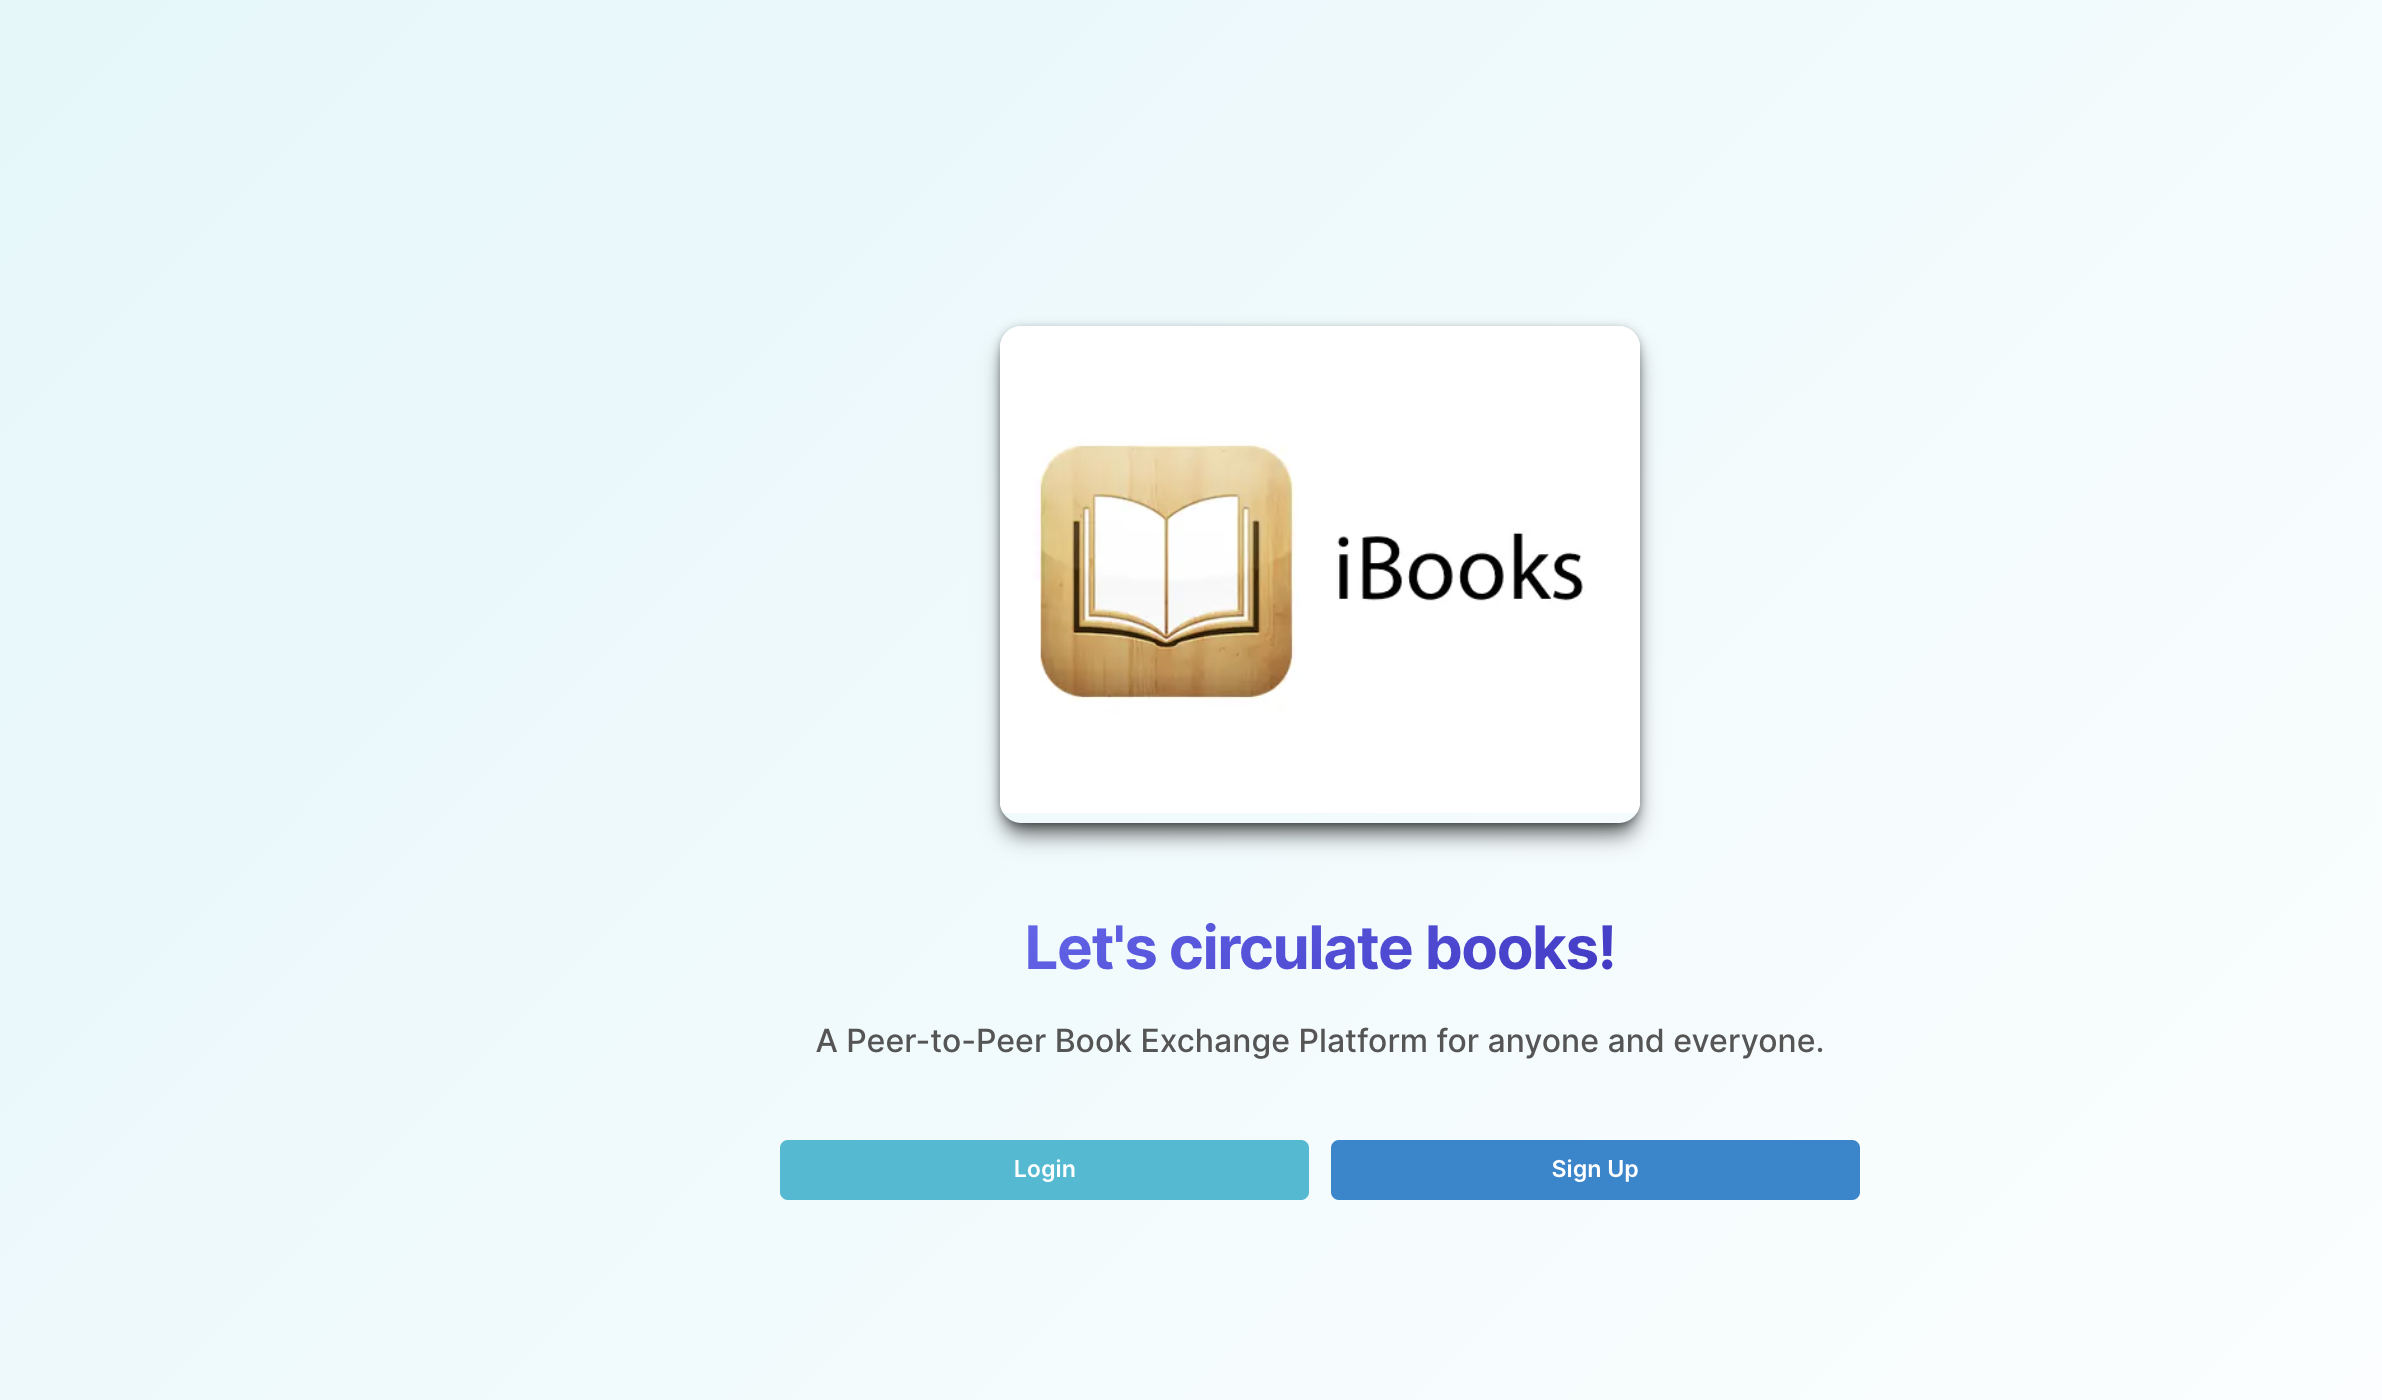 iBooks
Let's circulate books!
A Peer-to-Peer Book Exchange Platform for anyone and everyone.
Login
Sign Up